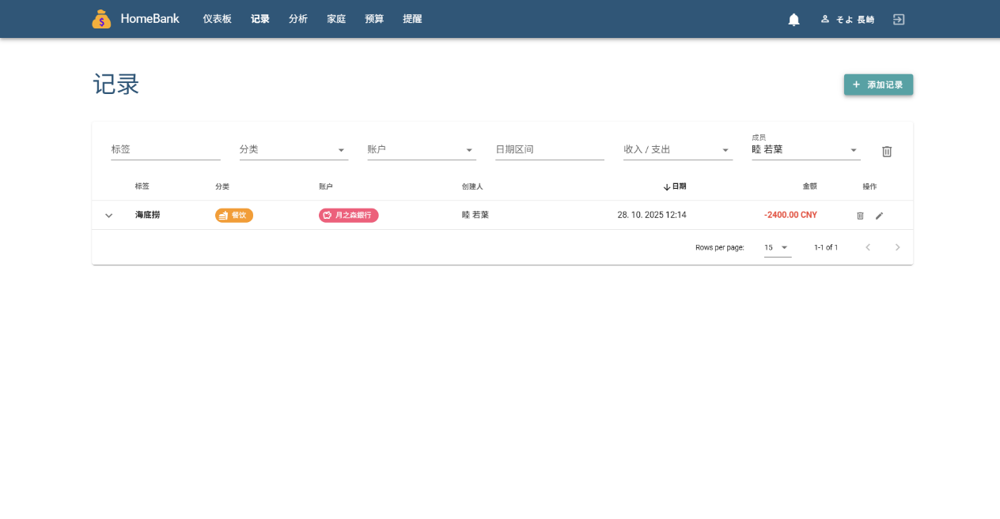 HomeBank 仪表板 记录 分析 家庭 预算 提醒 そよ 長崎
记录
+ 添加记录
成员
标签 分类 账户 日期区间 收入 / 支出 睦 若葉
标签 分类 账户 创建人 日期 金额 操作
海底捞 餐饮 月之森銀行 睦 若葉 28. 10. 2025 12:14 -2400.00 CNY
Rows per page: 15 1-1 of 1